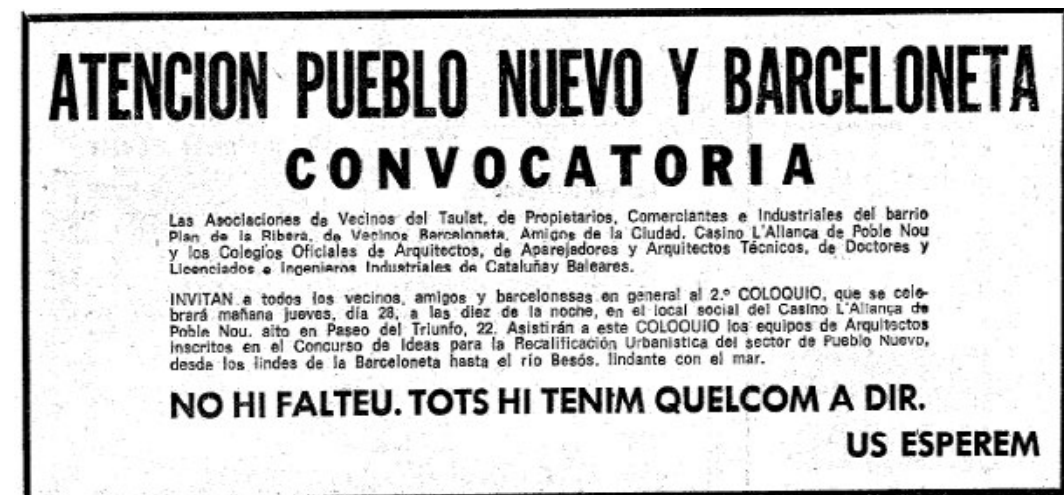 ATENCION PUEBLO NUEVO Y BARCELONETA
CONVOCATORIA
Las Asociaciones de Vecinos del Taulat, de Propietarios, Comerciantes e Industriales del barrio
Plan de la Ribera, de Vecinos Barceloneta, Amigos de la Ciudad, Casino L'Aliança de Poble Nou
y los Colegios Oficiales de Arquitectos, de Aparejadores y Arquitectos Técnicos, de Doctores y
Licenciados e Ingenieros Industriales de Cataluñay Baleares.
INVITAN a todos los vecinos, amigos y barceloneses en general al 2.º COLOQUIO, que se cele-
brará mañana jueves, día 28, a las diez de la noche, en el local social del Casino L'Aliança de
Poble Nou, sito en Paseo del Triunfo, 22. Asistirán a este COLOQUIO los equipos de Arquitectos
inscritos en el Concurso de Ideas para la Recalificación Urbanística del sector de Pueblo Nuevo,
desde los lindes de la Barceloneta hasta el río Besós, lindante con el mar.
NO HI FALTEU. TOTS HI TENIM QUELCOM A DIR.
US ESPEREM